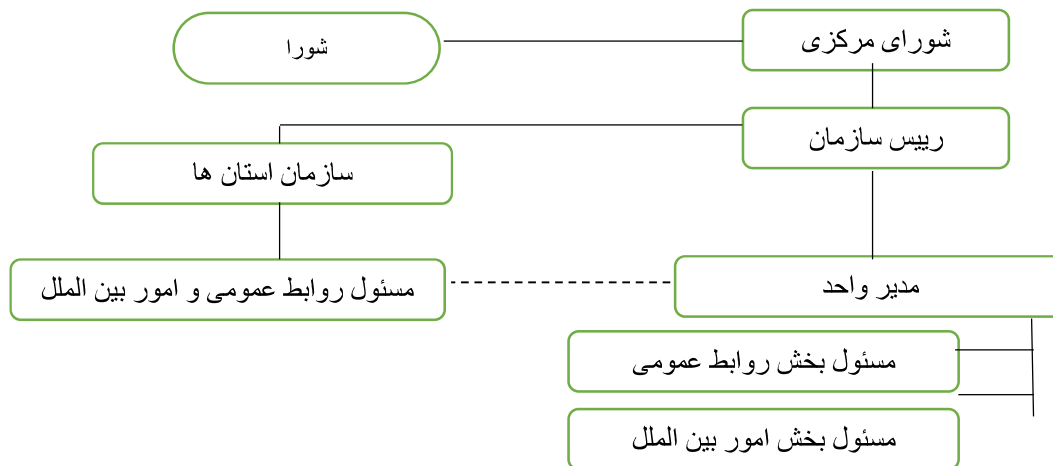 شورای مرکزی
شورا
رییس سازمان
سازمان استان ها
مدیر واحد
مسئول روابط عمومی و امور بین الملل
مسئول بخش روابط عمومی
مسئول بخش امور بین الملل